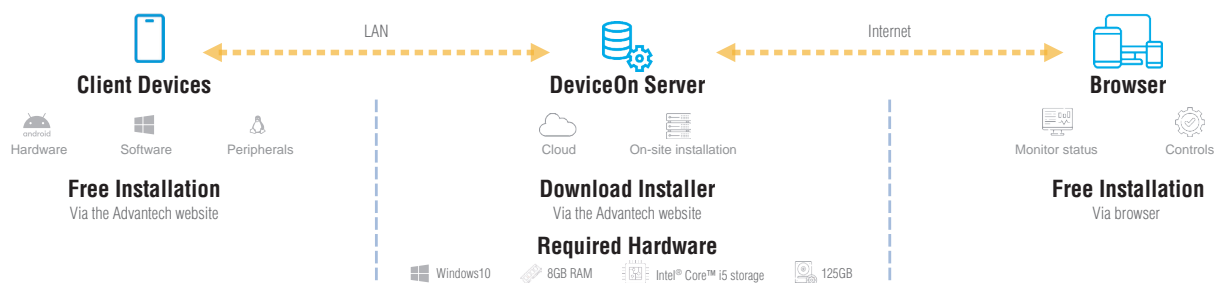 LAN
Internet
Client Devices
DeviceOn Server
Browser
android
Hardware
Software
Peripherals
Cloud
On-site installation
Monitor status
Controls
Free Installation
Via the Advantech website
Download Installer
Via the Advantech website
Free Installation
Via browser
Required Hardware
Windows10
8GB RAM
Intel® Core™ i5 storage
125GB